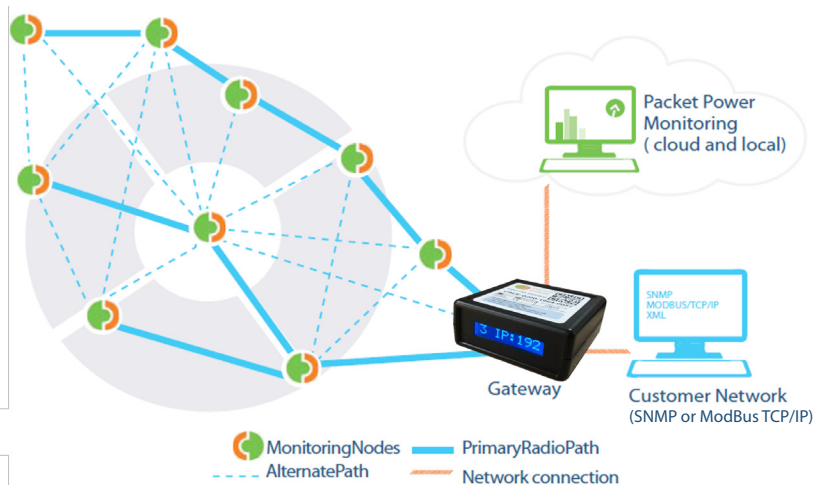 Packet Power
Monitoring
( cloud and local)
SNMP
MODBUS/TCP/IP
XML
3 IP:192
Gateway
Customer Network
(SNMP or ModBus TCP/IP)
MonitoringNodes
PrimaryRadioPath
AlternatePath
Network connection